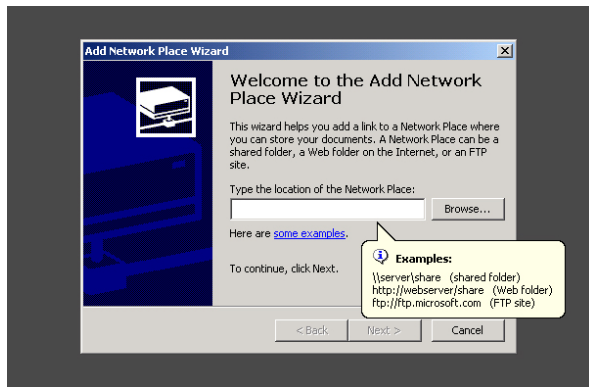 Add Network Place Wizard
Welcome to the Add Network
Place Wizard
This wizard helps you add a link to a Network Place where
you can store your documents. A Network Place can be a
shared folder, a Web folder on the Internet, or an FTP
site.
Type the location of the Network Place:
Browse...
Here are some examples.
Examples:
\\server\share (shared folder)
http://webserver/share (Web folder)
ftp://ftp.microsoft.com (FTP site)
To continue, click Next.
< Back Next > Cancel